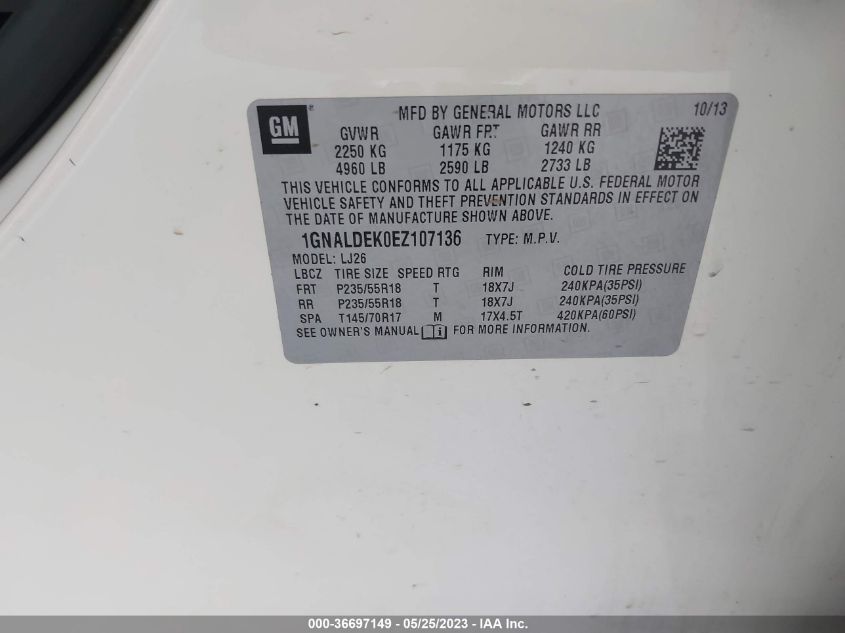 GM ® MFD BY GENERAL MOTORS LLC 10/13
GVWR GAWR FRT GAWR RR
2250 KG 1175 KG 1240 KG
4960 LB 2590 LB 2733 LB
THIS VEHICLE CONFORMS TO ALL APPLICABLE U.S. FEDERAL MOTOR
VEHICLE SAFETY AND THEFT PREVENTION STANDARDS IN EFFECT ON
THE DATE OF MANUFACTURE SHOWN ABOVE.
1GNALDEK0EZ107136 TYPE: M.P.V.
MODEL: LJ26
LBCZ TIRE SIZE SPEED RTG RIM COLD TIRE PRESSURE
FRT P235/55R18 T 18X7J 240KPA(35PSI)
RR P235/55R18 T 18X7J 240KPA(35PSI)
SPA T145/70R17 M 17X4.5T 420KPA(60PSI)
SEE OWNER'S MANUAL i FOR MORE INFORMATION
000-36697149 - 05/25/2023 - IAA Inc.